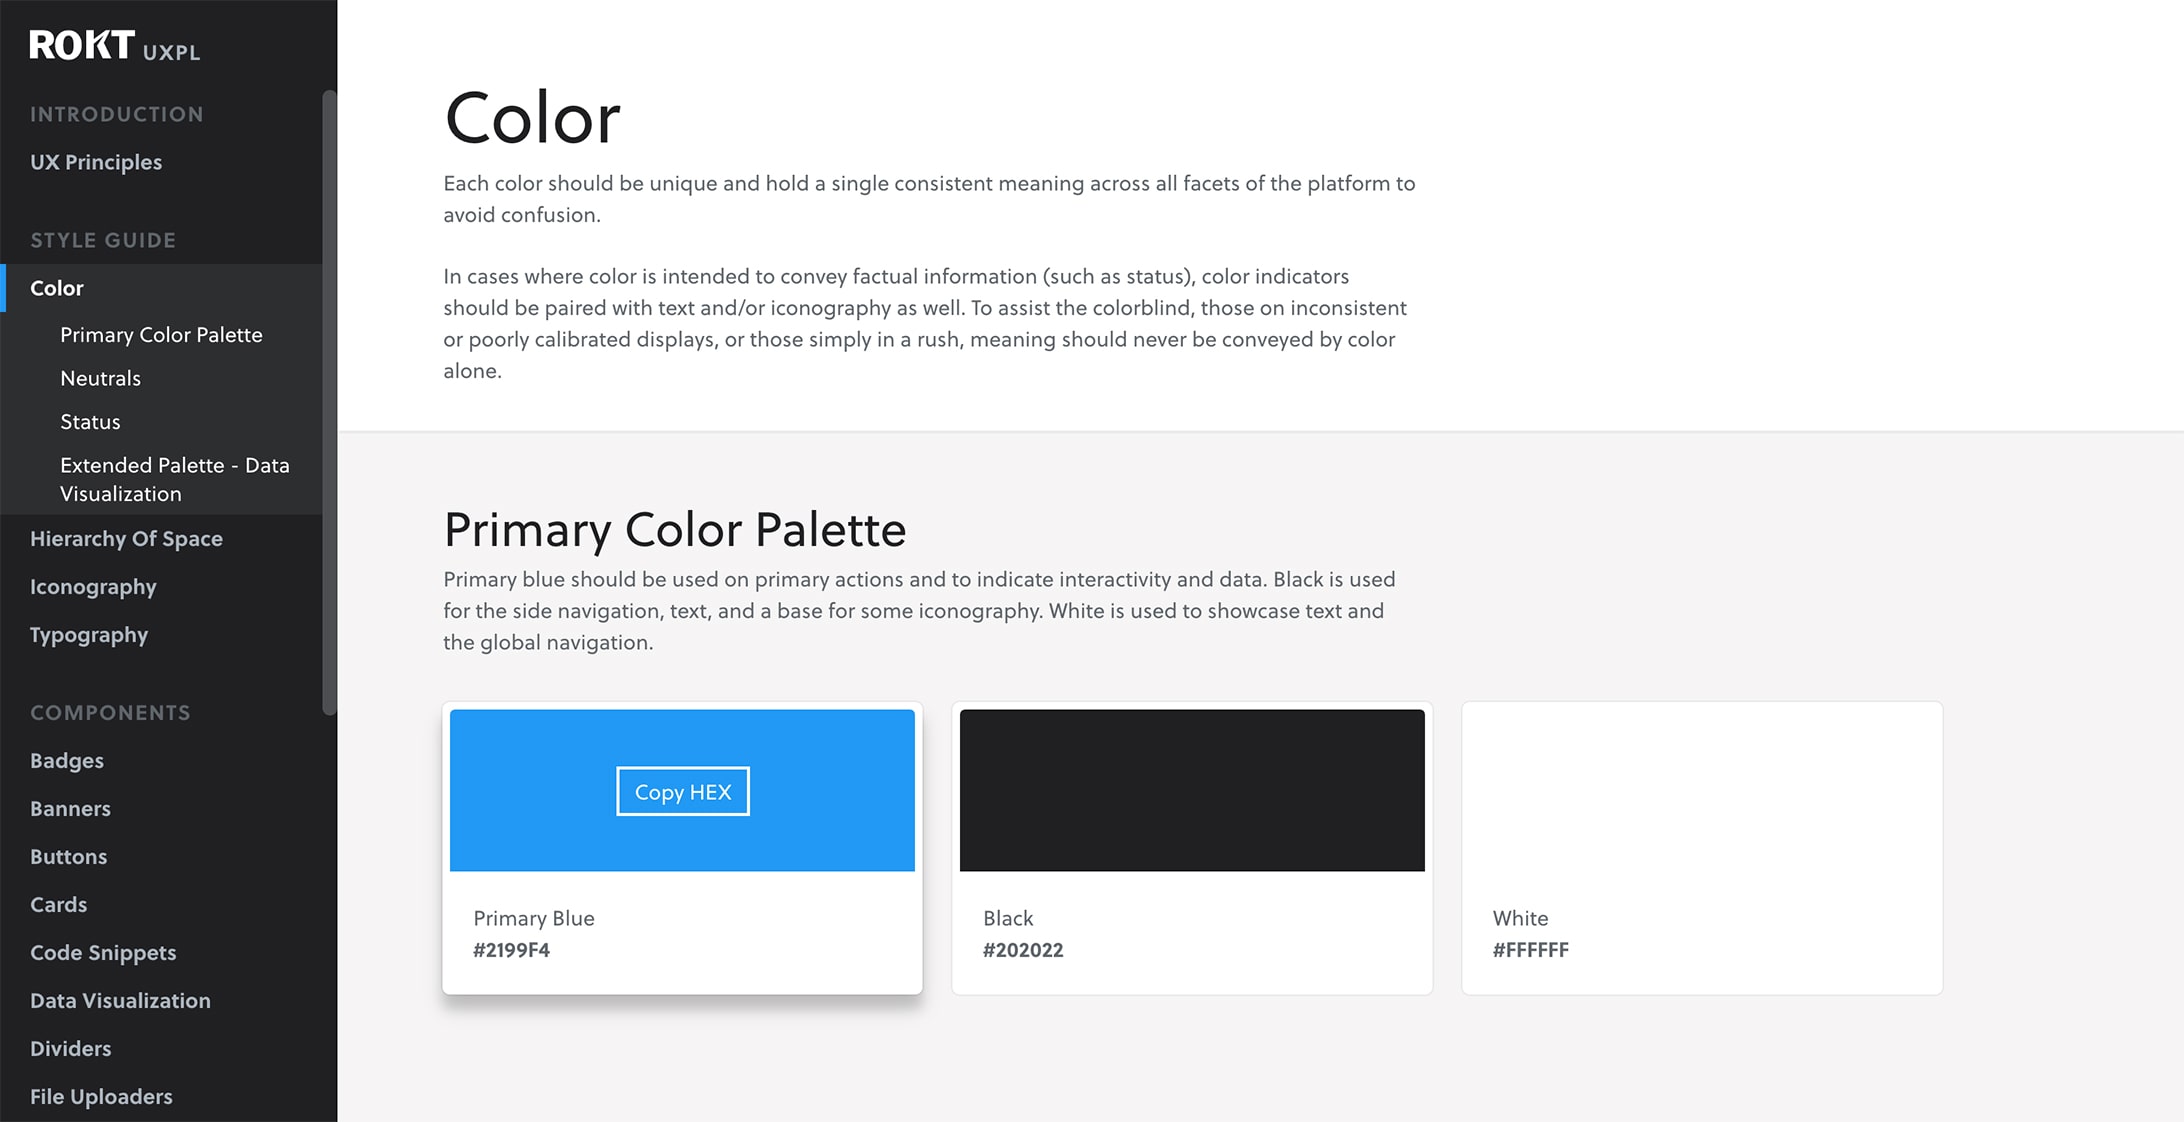 ROKT UXPL
INTRODUCTION
UX Principles
STYLE GUIDE
Color
Primary Color Palette
Neutrals
Status
Extended Palette - Data
Visualization
Hierarchy Of Space
Iconography
Typography
COMPONENTS
Badges
Banners
Buttons
Cards
Code Snippets
Data Visualization
Dividers
File Uploaders
Color
Each color should be unique and hold a single consistent meaning across all facets of the platform to
avoid confusion.
In cases where color is intended to convey factual information (such as status), color indicators
should be paired with text and/or iconography as well. To assist the colorblind, those on inconsistent
or poorly calibrated displays, or those simply in a rush, meaning should never be conveyed by color
alone.
Primary Color Palette
Primary blue should be used on primary actions and to indicate interactivity and data. Black is used
for the side navigation, text, and a base for some iconography. White is used to showcase text and
the global navigation.
Copy HEX
Primary Blue
#2199F4
Black
#202022
White
#FFFFFF